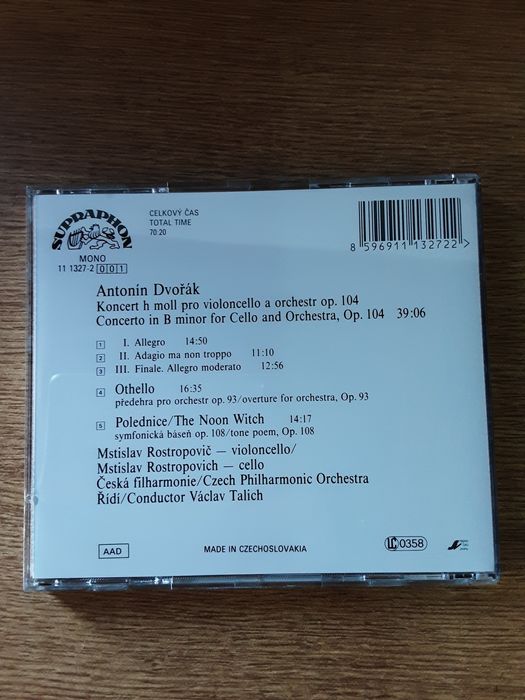 SUPRAPHON
MONO
11 1327-2 001
CELKOVÝ ČAS
TOTAL TIME
70:20
8 596911 132722 >
Antonín Dvořák
Koncert h moll pro violoncello a orchestr op. 104
Concerto in B minor for Cello and Orchestra, Op. 104 39:06
1 I. Allegro 14:50
2 II. Adagio ma non troppo 11:10
3 III. Finale. Allegro moderato 12:56
4 Othello 16:35
předehra pro orchestr op. 93/overture for orchestra, Op. 93
5 Polednice/The Noon Witch 14:17
symfonická báseň op. 108/tone poem, Op. 108
Mstislav Rostropovič – violoncello/
Mstislav Rostropovich – cello
Česká filharmonie/Czech Philharmonic Orchestra
Řídí/Conductor Václav Talich
AAD
MADE IN CZECHOSLOVAKIA
LC 0358